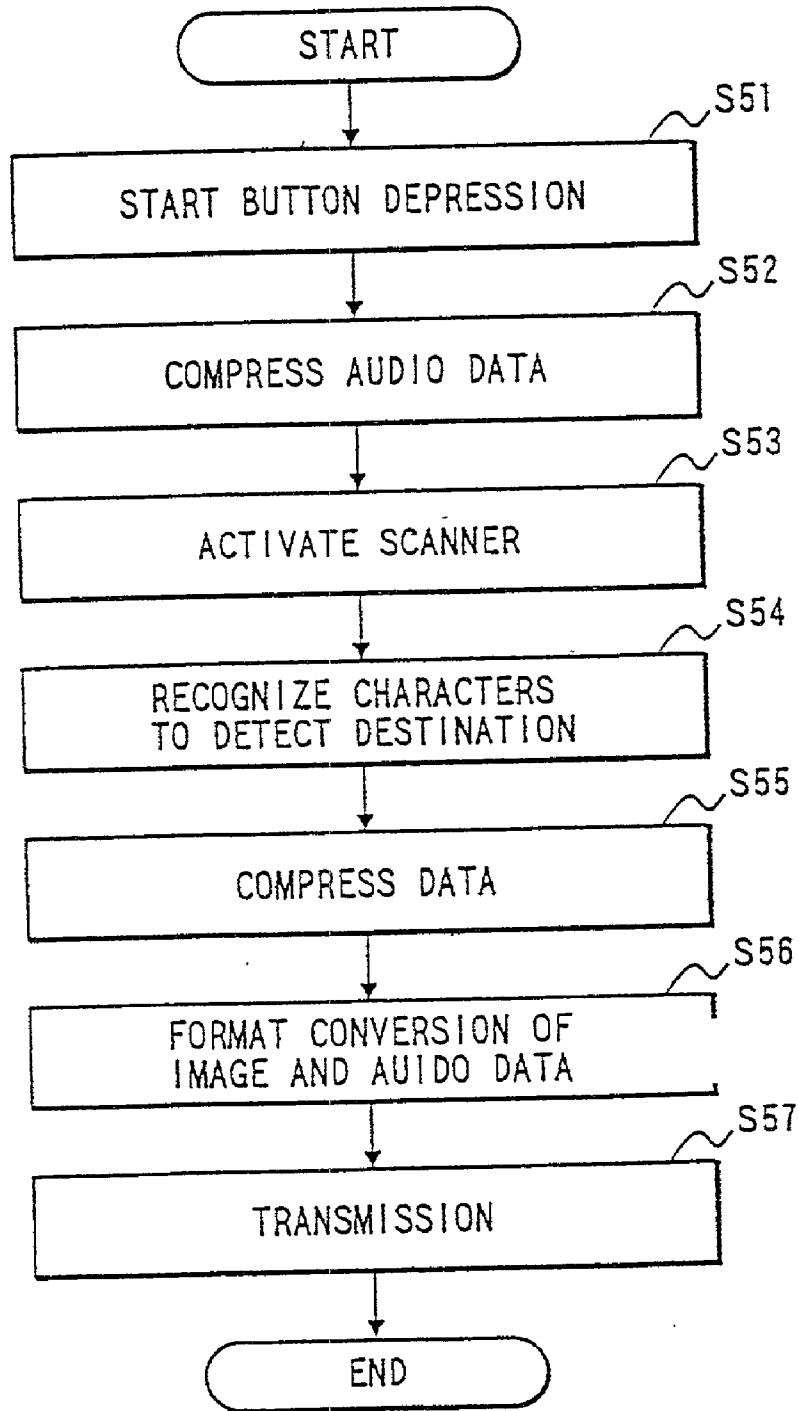 START
S51
START BUTTON DEPRESSION
S52
COMPRESS AUDIO DATA
S53
ACTIVATE SCANNER
S54
RECOGNIZE CHARACTERS
TO DETECT DESTINATION
S55
COMPRESS DATA
S56
FORMAT CONVERSION OF
IMAGE AND AUIDO DATA
S57
TRANSMISSION
END